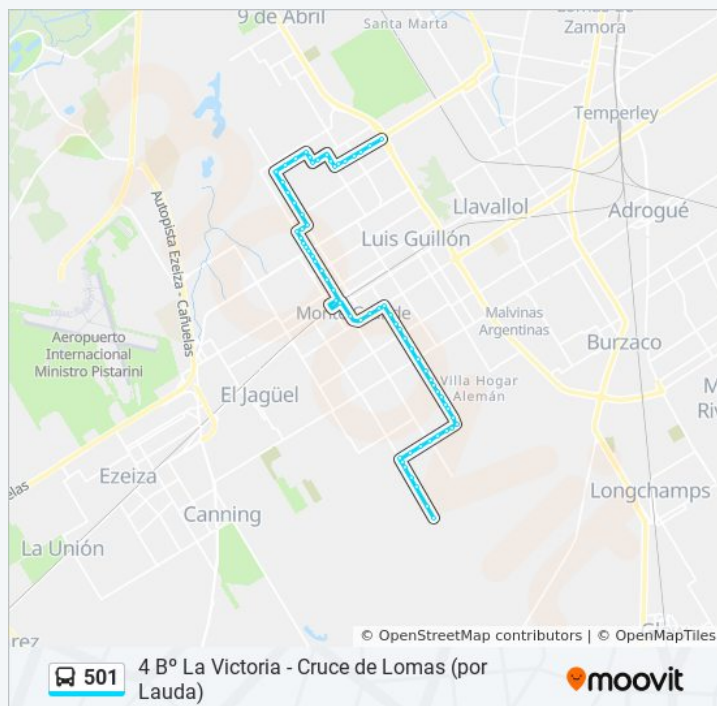 9 de Abril
Santa Marta
Zamora
Temperley
Llavallol
Adrogué
Luis Guillón
Autopista Ezeiza - Cañuelas
Malvinas
Argentinas
Burzaco
Aeropuerto
Internacional
Ministro Pistarini
El Jagüel
Villa Hogar
Alemán
Ezeiza
Longchamps
Canning
La Unión
© OpenStreetMap contributors | © OpenMapTiles
501
4 Bº La Victoria - Cruce de Lomas (por
Lauda)
moovit